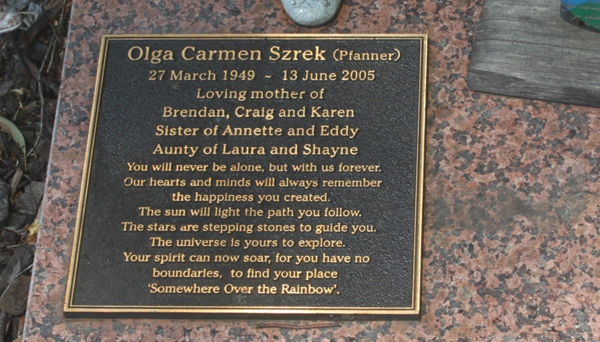 Olga Carmen Szrek (Pfanner)
27 March 1949 ~ 13 June 2005
Loving mother of
Brendan, Craig and Karen
Sister of Annette and Eddy
Aunty of Laura and Shayne
You will never be alone, but with us forever.
Our hearts and minds will always remember
the happiness you created.
The sun will light the path you follow.
The stars are stepping stones to guide you.
The universe is yours to explore.
Your spirit can now soar, for you have no
boundaries, to find your place
'Somewhere Over the Rainbow'.